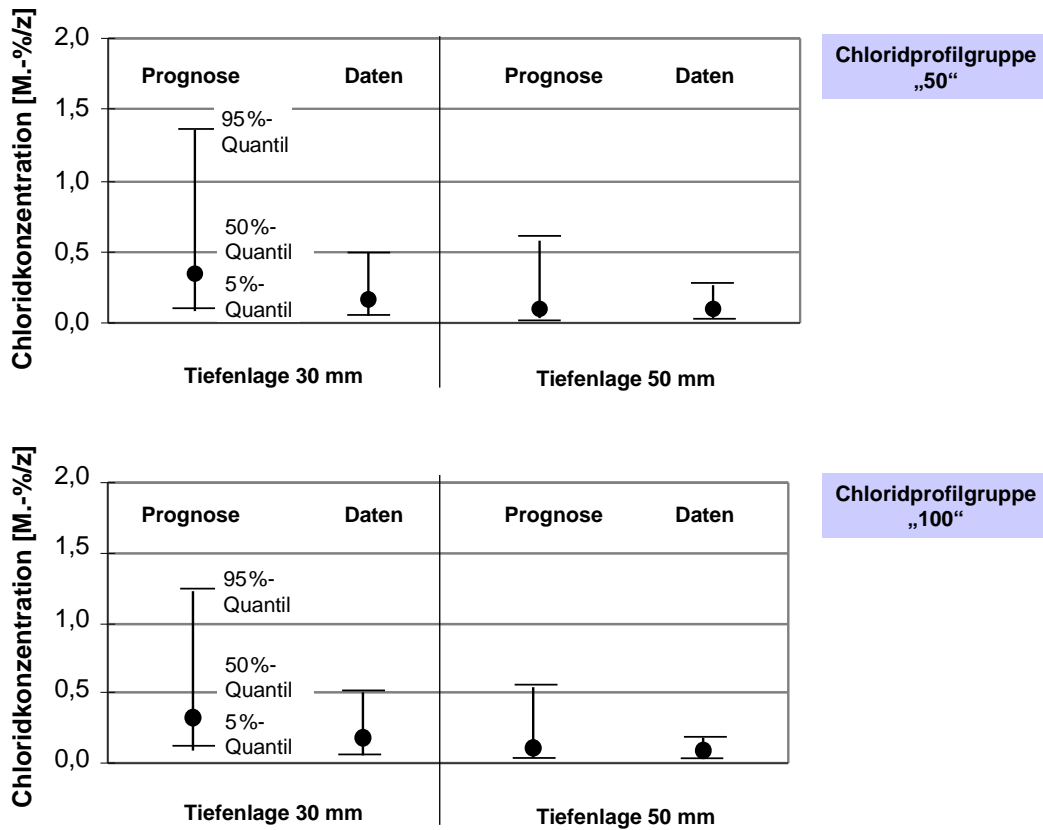 Chloridkonzentration [M.-%/z]
2,0
1,5
1,0
0,5
0,0
Prognose
Daten
Prognose
Daten
95%-
Quantil
50%-
Quantil
5%-
Quantil
Tiefenlage 30 mm
Tiefenlage 50 mm
Chloridprofilgruppe
„50“
Chloridkonzentration [M.-%/z]
2,0
1,5
1,0
0,5
0,0
Prognose
Daten
Prognose
Daten
95%-
Quantil
50%-
Quantil
5%-
Quantil
Tiefenlage 30 mm
Tiefenlage 50 mm
Chloridprofilgruppe
„100“